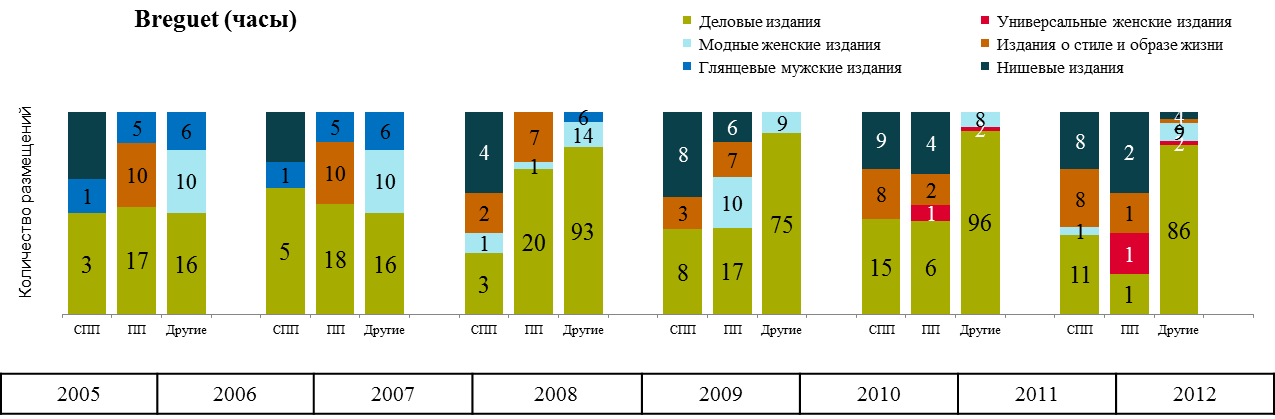 Breguet (часы)
Деловые издания
Универсальные женские издания
Модные женские издания
Издания о стиле и образе жизни
Глянцевые мужские издания
Нишевые издания
Количество размещений
1 5 6 1 5 6 4 7 6 8 6 9 9 4 8 8 2 4
10 10 2 1 14 3 7 8 2 2 8 1 9
10 10 1 10 1 1 1 2
3 17 16 5 18 16 3 20 93 8 17 75 15 6 96 11 1 86
СПП ПП Другие СПП ПП Другие СПП ПП Другие СПП ПП Другие СПП ПП Другие СПП ПП Другие
2005 2006 2007 2008 2009 2010 2011 2012